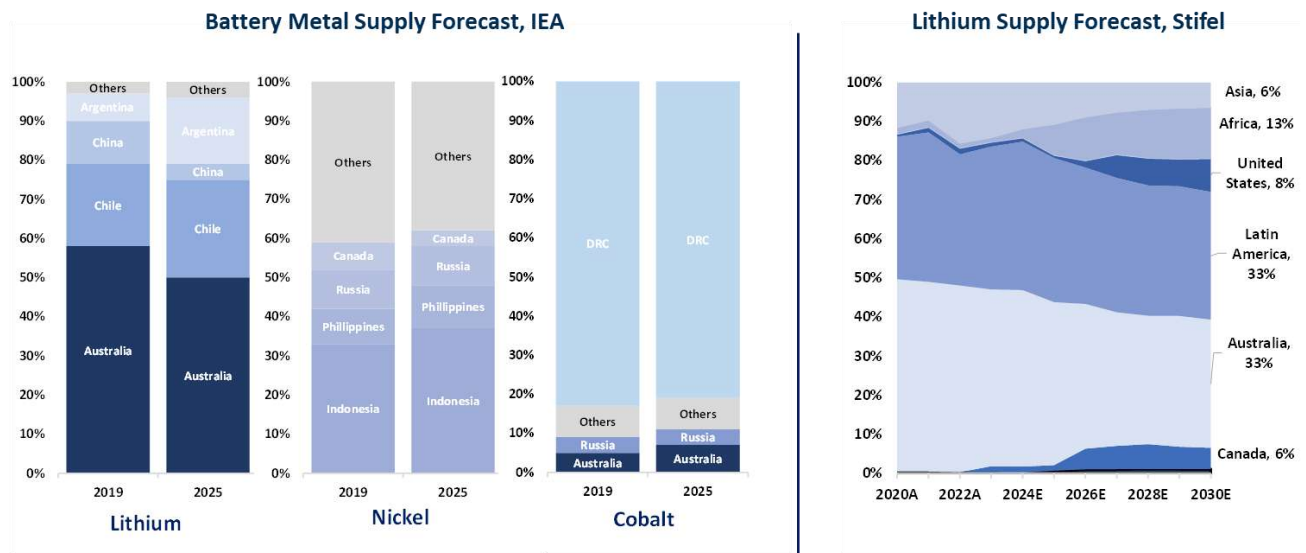 Battery Metal Supply Forecast, IEA
100%
90%
80%
70%
60%
50%
40%
30%
20%
10%
0%
Others
Argentina
China
Chile
Australia
2019
Others
Argentina
China
Chile
Australia
2025
Lithium
100%
90%
80%
70%
60%
50%
40%
30%
20%
10%
0%
Others
Canada
Russia
Phillippines
Indonesia
2019
Others
Canada
Russia
Phillippines
Indonesia
2025
Nickel
100%
90%
80%
70%
60%
50%
40%
30%
20%
10%
0%
DRC
Others
Russia
Australia
2019
DRC
Others
Russia
Australia
2025
Cobalt
Lithium Supply Forecast, Stifel
100%
90%
80%
70%
60%
50%
40%
30%
20%
10%
0%
2020A
2022A
2024E
2026E
2028E
2030E
Asia, 6%
Africa, 13%
United
States, 8%
Latin
America,
33%
Australia,
33%
Canada, 6%